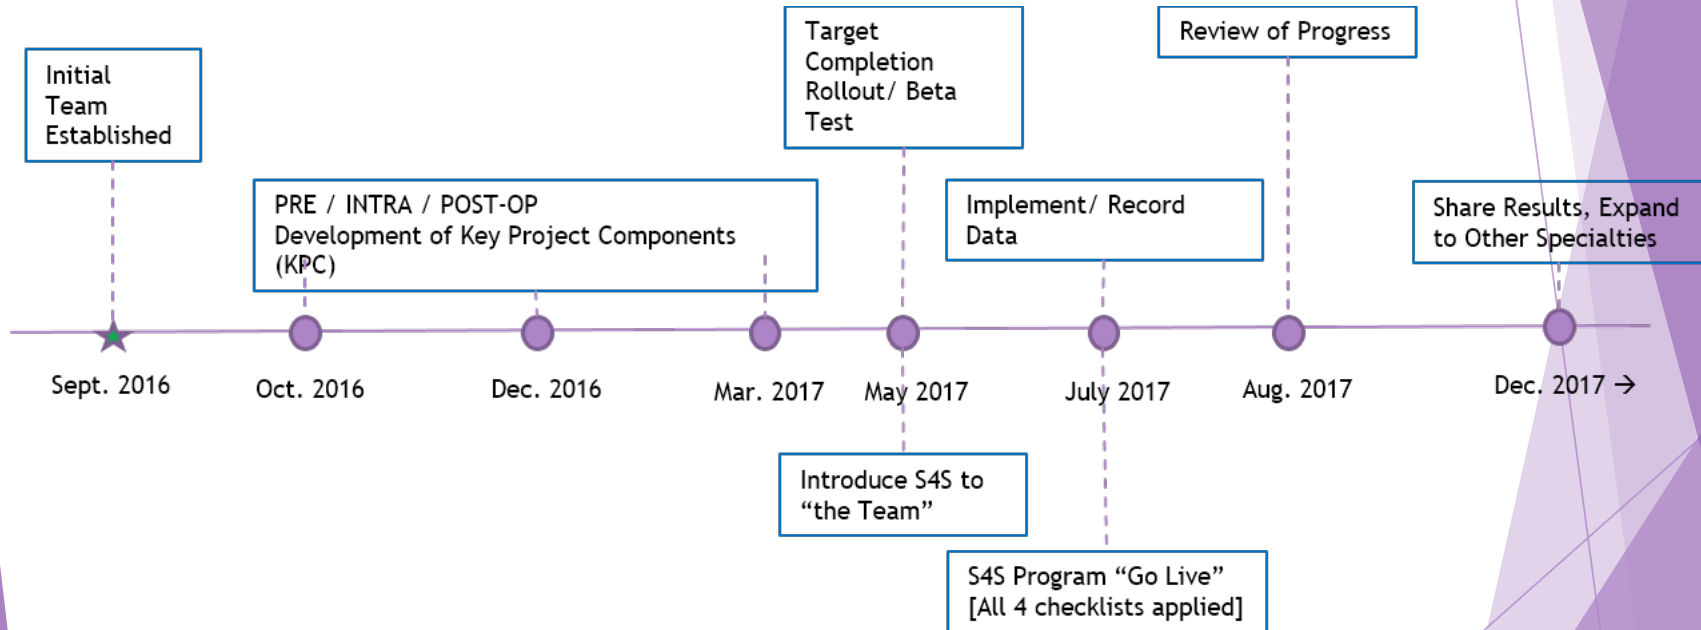 Initial
Team
Established
PRE / INTRA / POST-OP
Development of Key Project Components
(KPC)
Target
Completion
Rollout/ Beta
Test
Implement/ Record
Data
Review of Progress
Share Results, Expand
to Other Specialties
Sept. 2016
Oct. 2016
Dec. 2016
Mar. 2017
May 2017
July 2017
Aug. 2017
Dec. 2017 →
Introduce S4S to
“the Team”
S4S Program “Go Live”
[All 4 checklists applied]